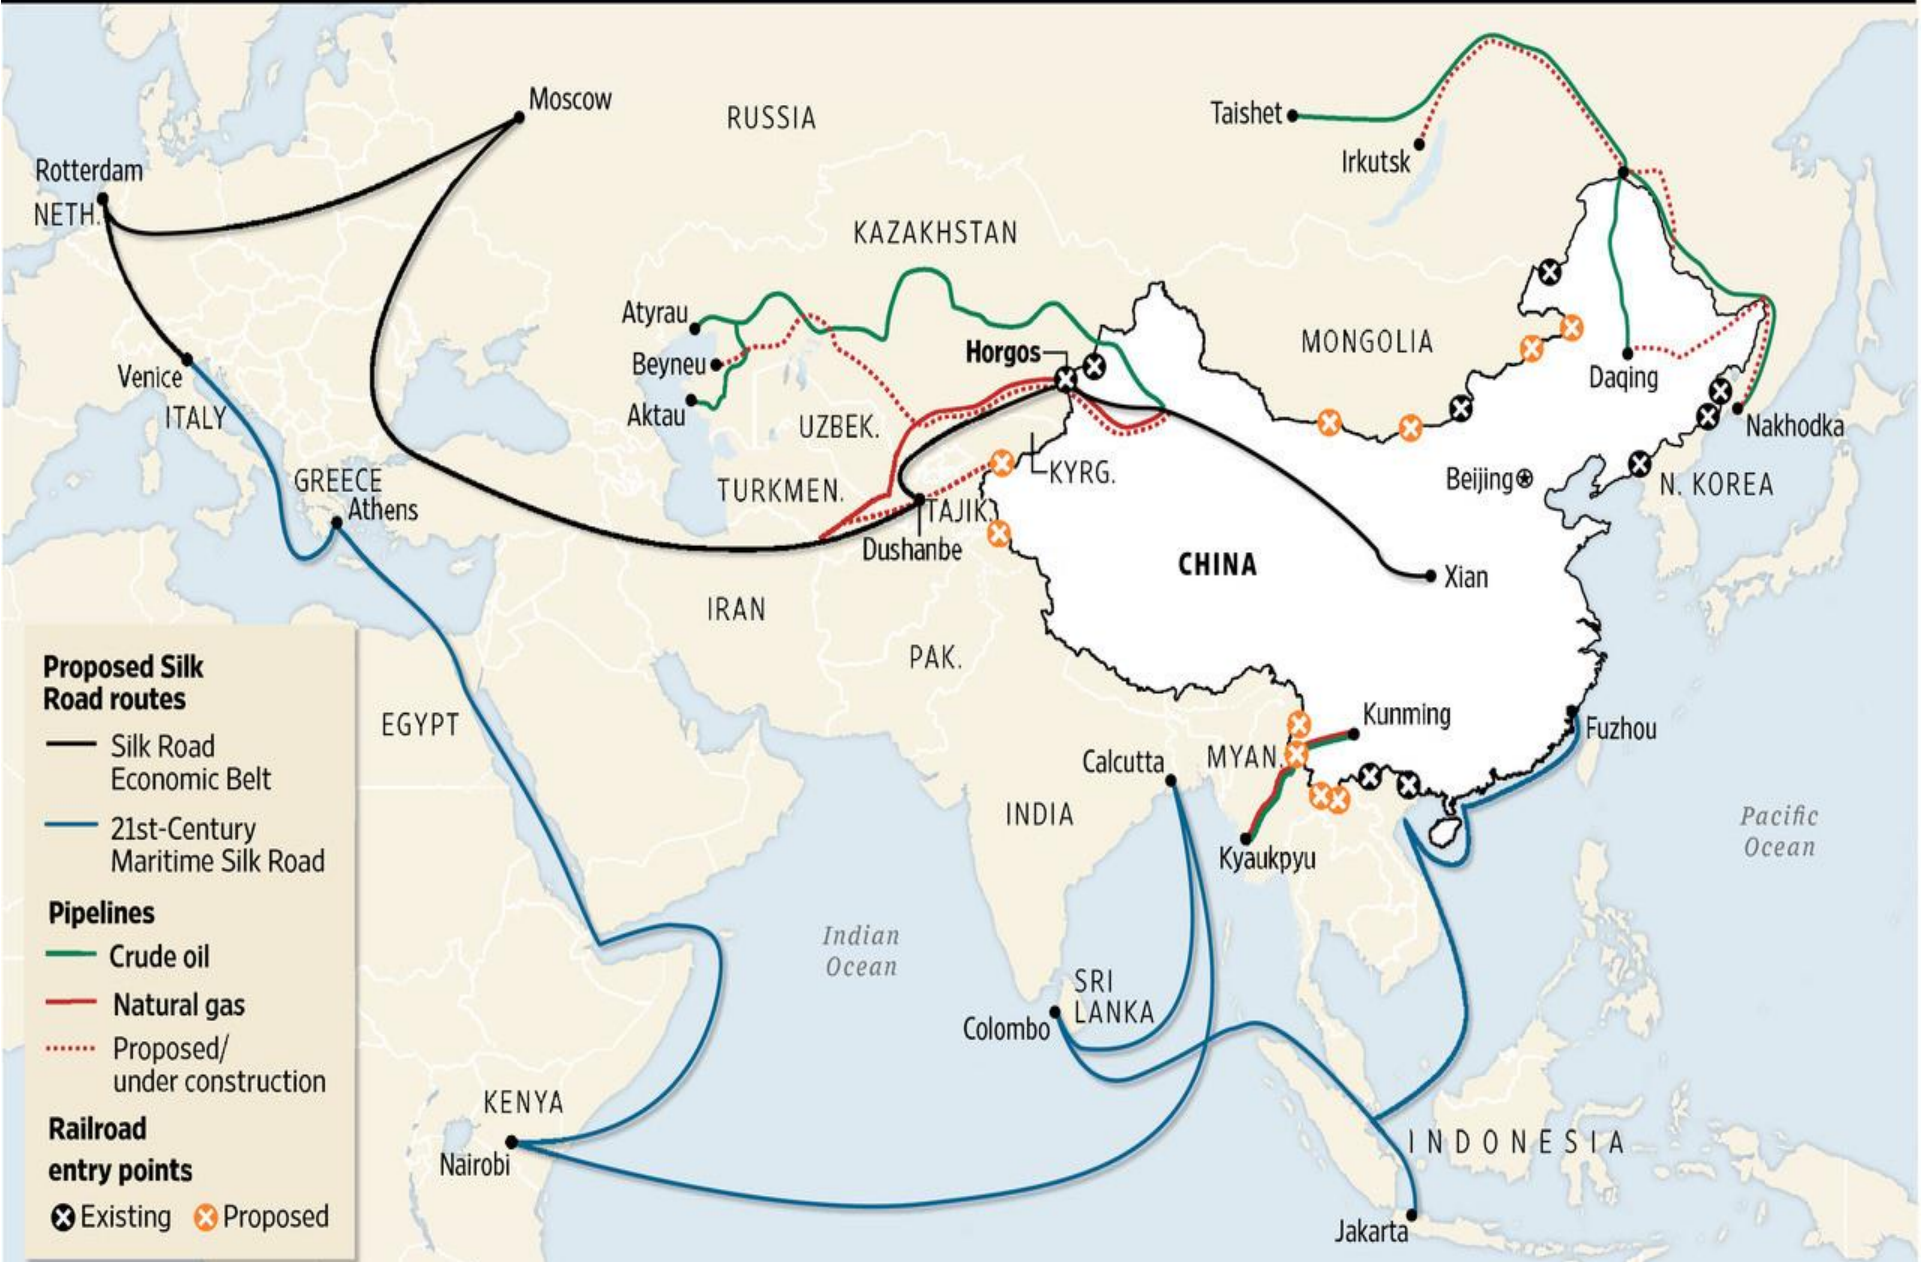 Moscow
RUSSIA
Taishet
Irkutsk
Rotterdam
NETH.
KAZAKHSTAN
Atyrau
Beyneu
Aktau
Horgos
MONGOLIA
Daqing
Nakhodka
Venice
ITALY
UZBEK.
KYRG.
Beijing
N. KOREA
GREECE
Athens
TURKMEN.
TAJIK.
Dushanbe
CHINA
Xian
IRAN
PAK.
EGYPT
Kunming
Fuzhou
Calcutta
MYAN.
INDIA
Kyaukpyu
Pacific
Ocean
Indian
Ocean
SRI
LANKA
Colombo
KENYA
Nairobi
INDONESIA
Jakarta
Proposed Silk
Road routes
Silk Road
Economic Belt
21st-Century
Maritime Silk Road
Pipelines
Crude oil
Natural gas
Proposed/
under construction
Railroad
entry points
Existing Proposed